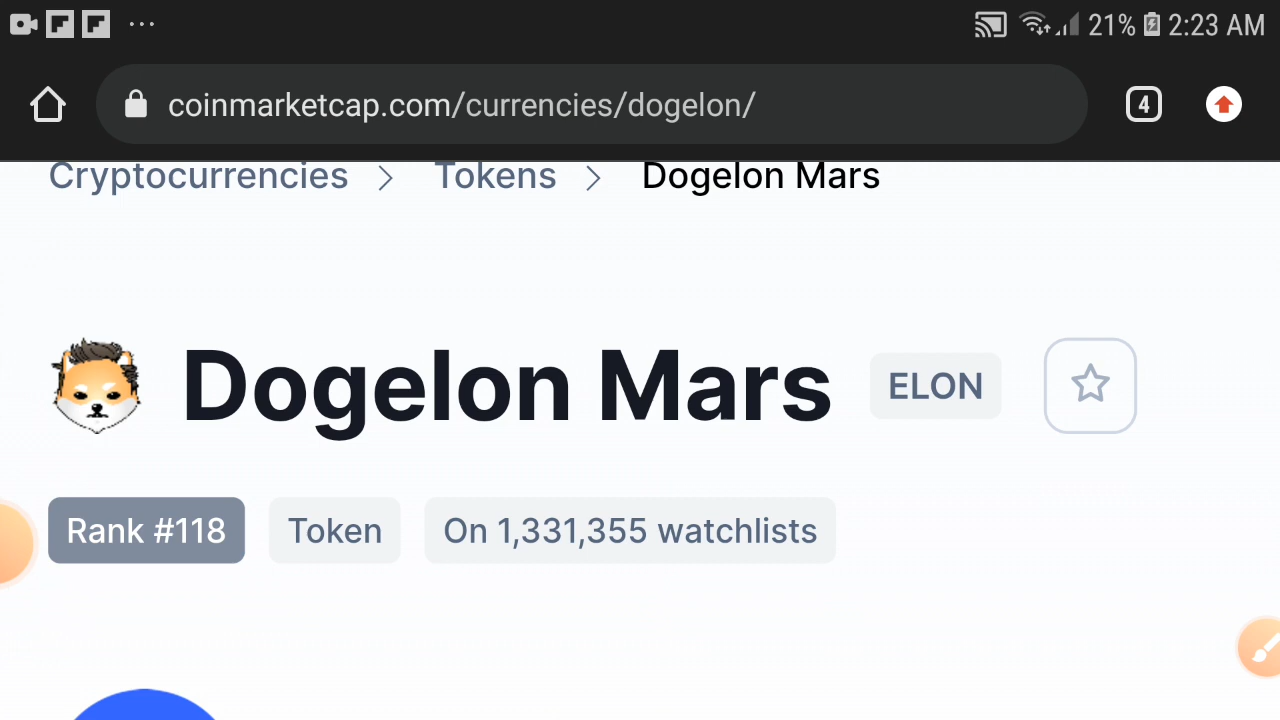 21% 2:23 AM
coinmarketcap.com/currencies/dogelon/
4
Cryptocurrencies > Tokens > Dogelon Mars
Dogelon Mars ELON
Rank #118 Token On 1,331,355 watchlists